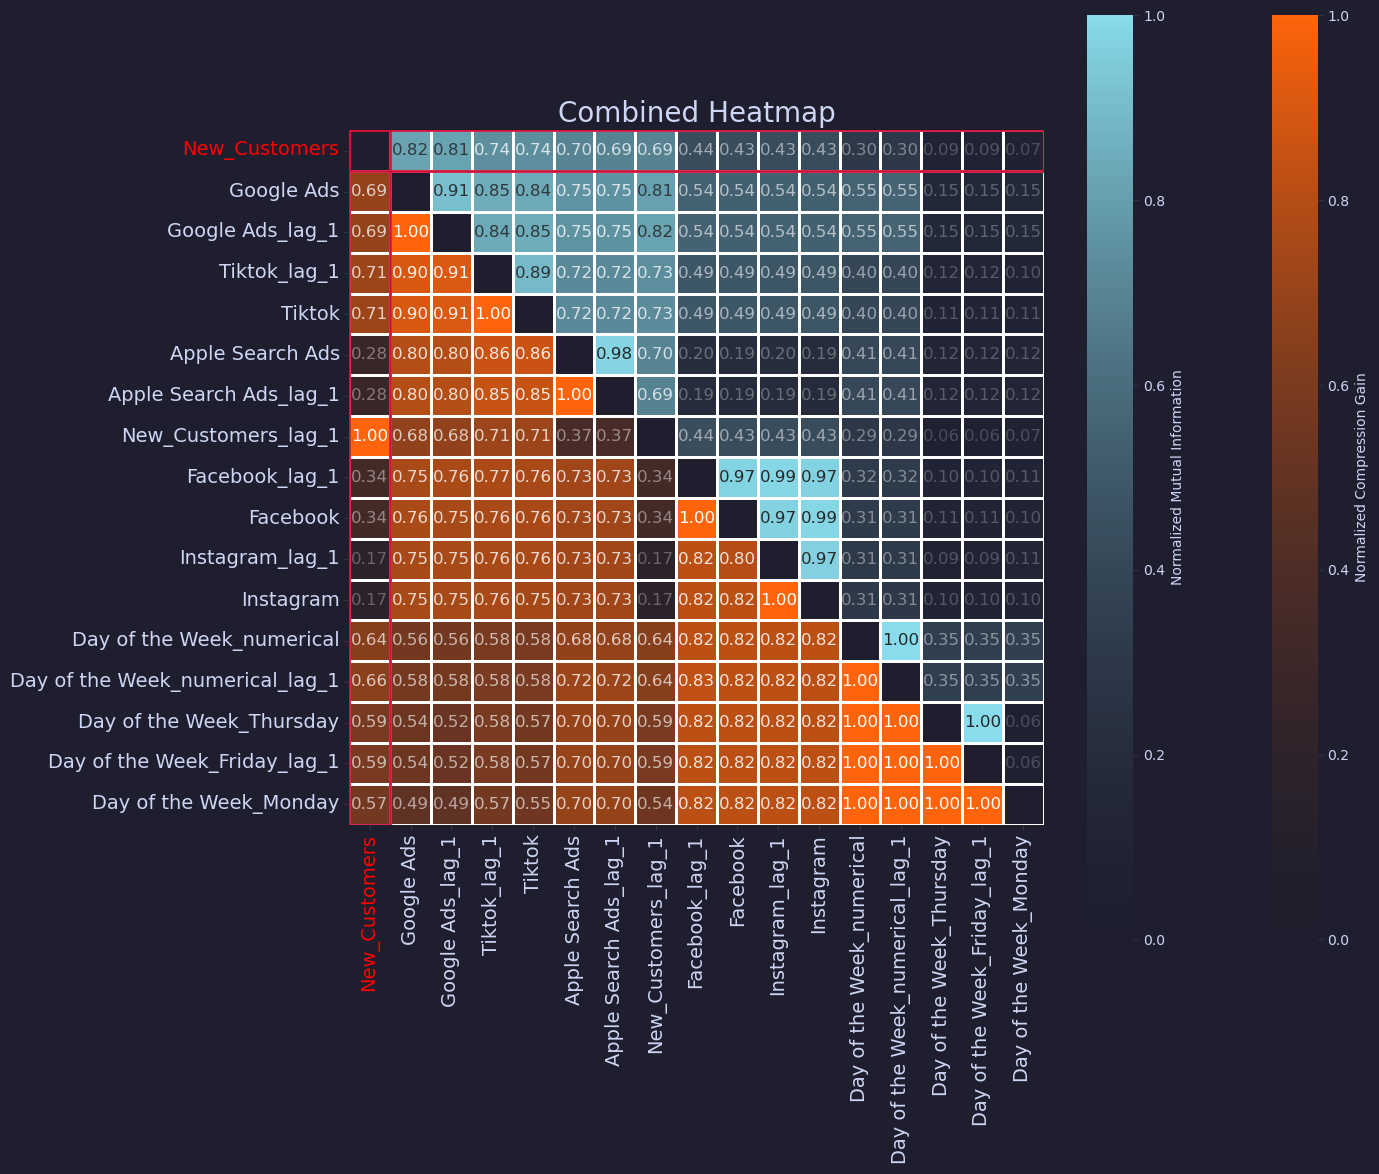 Combined Heatmap
New_Customers 0.82 0.81 0.74 0.74 0.70 0.69 0.69 0.44 0.43 0.43 0.43 0.30 0.30 0.09 0.09 0.07
Google Ads 0.69 0.91 0.85 0.84 0.75 0.75 0.81 0.54 0.54 0.54 0.54 0.55 0.55 0.15 0.15 0.15
Google Ads_lag_1 0.69 1.00 0.84 0.85 0.75 0.75 0.82 0.54 0.54 0.54 0.54 0.55 0.55 0.15 0.15 0.15
Tiktok_lag_1 0.71 0.90 0.91 0.89 0.72 0.72 0.73 0.49 0.49 0.49 0.49 0.40 0.40 0.12 0.12 0.10
Tiktok 0.71 0.90 0.91 1.00 0.72 0.72 0.73 0.49 0.49 0.49 0.49 0.40 0.40 0.11 0.11 0.11
Apple Search Ads 0.28 0.80 0.80 0.86 0.86 0.98 0.70 0.20 0.19 0.20 0.19 0.41 0.41 0.12 0.12 0.12
Apple Search Ads_lag_1 0.28 0.80 0.80 0.85 0.85 1.00 0.69 0.19 0.19 0.19 0.19 0.41 0.41 0.12 0.12 0.12
New_Customers_lag_1 1.00 0.68 0.68 0.71 0.71 0.37 0.37 0.44 0.43 0.43 0.43 0.29 0.29 0.06 0.06 0.07
Facebook_lag_1 0.34 0.75 0.76 0.77 0.76 0.73 0.73 0.34 0.97 0.99 0.97 0.32 0.32 0.10 0.10 0.11
Facebook 0.34 0.76 0.75 0.76 0.76 0.73 0.73 0.34 1.00 0.97 0.99 0.31 0.31 0.11 0.11 0.10
Instagram_lag_1 0.17 0.75 0.75 0.76 0.76 0.73 0.73 0.17 0.82 0.80 0.97 0.31 0.31 0.09 0.09 0.11
Instagram 0.17 0.75 0.75 0.76 0.75 0.73 0.73 0.17 0.82 0.82 1.00 0.31 0.31 0.10 0.10 0.10
Day of the Week_numerical 0.64 0.56 0.56 0.58 0.58 0.68 0.68 0.64 0.82 0.82 0.82 0.82 1.00 0.35 0.35 0.35
Day of the Week_numerical_lag_1 0.66 0.58 0.58 0.58 0.58 0.72 0.72 0.64 0.83 0.82 0.82 0.82 1.00 0.35 0.35 0.35
Day of the Week_Thursday 0.59 0.54 0.52 0.58 0.57 0.70 0.70 0.59 0.82 0.82 0.82 0.82 1.00 1.00 1.00 0.06
Day of the Week_Friday_lag_1 0.59 0.54 0.52 0.58 0.57 0.70 0.70 0.59 0.82 0.82 0.82 0.82 1.00 1.00 1.00 0.06
Day of the Week_Monday 0.57 0.49 0.49 0.57 0.55 0.70 0.70 0.54 0.82 0.82 0.82 0.82 1.00 1.00 1.00 1.00
New_Customers
Google Ads
Google Ads_lag_1
Tiktok_lag_1
Tiktok
Apple Search Ads
Apple Search Ads_lag_1
New_Customers_lag_1
Facebook_lag_1
Facebook
Instagram_lag_1
Instagram
Day of the Week_numerical
Day of the Week_numerical_lag_1
Day of the Week_Thursday
Day of the Week_Friday_lag_1
Day of the Week_Monday
1.0
0.8
0.6
0.4
0.2
0.0
Normalized Mutual Information
1.0
0.8
0.6
0.4
0.2
0.0
Normalized Compression Gain